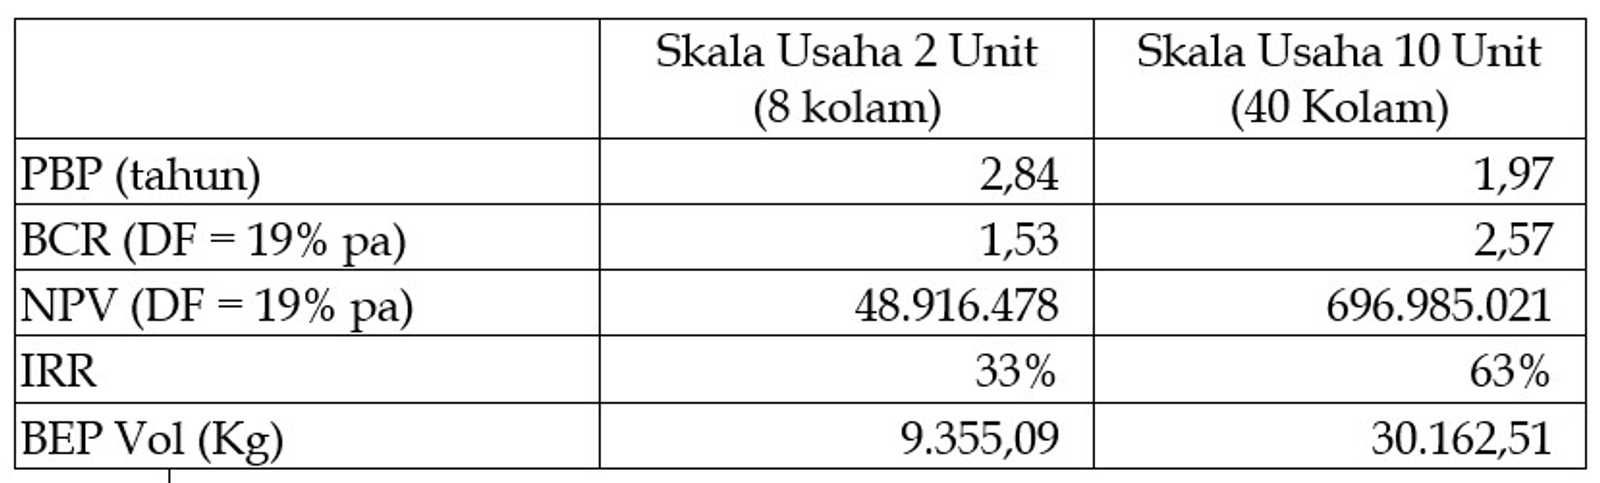 Skala Usaha 2 Unit
(8 kolam)
Skala Usaha 10 Unit
(40 Kolam)
PBP (tahun) 2,84 1,97
BCR (DF = 19% pa) 1,53 2,57
NPV (DF = 19% pa) 48.916.478 696.985.021
IRR 33% 63%
BEP Vol (Kg) 9.355,09 30.162,51